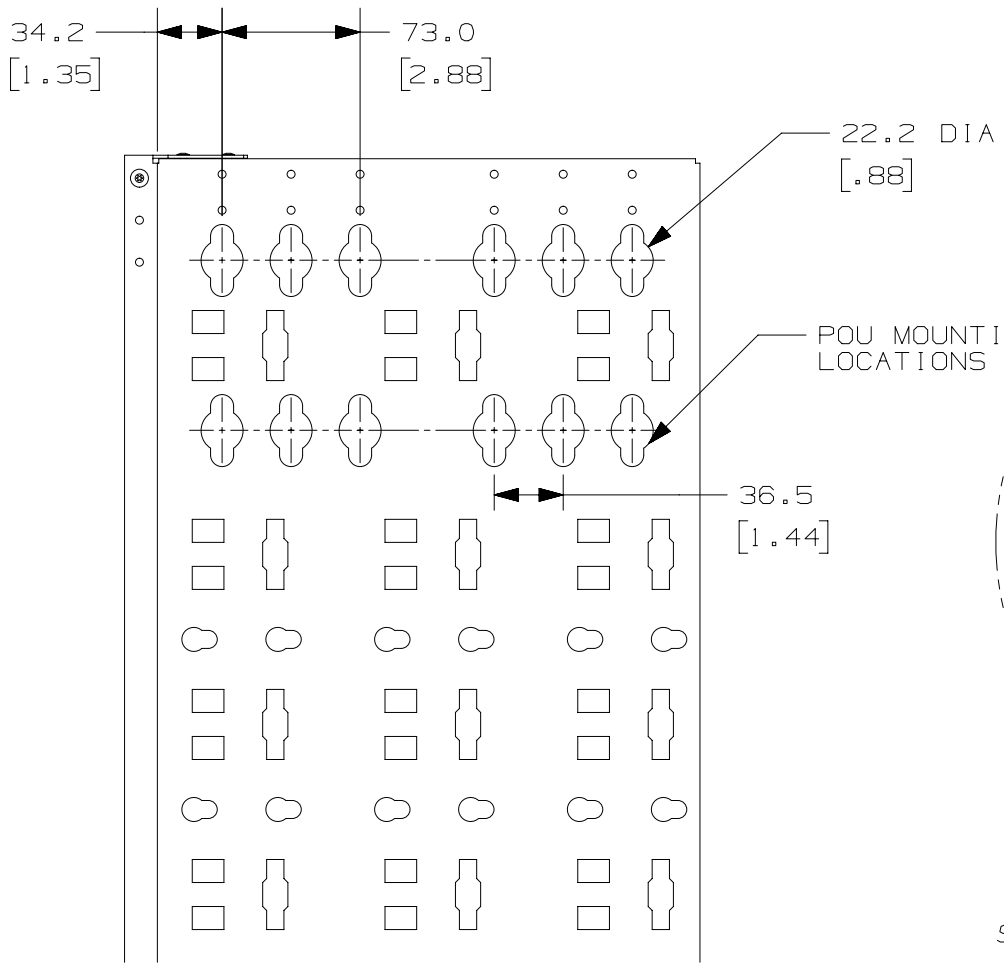 34.2
[1.35]
73.0
[2.88]
22.2 DIA
[.88]
POU MOUNTI
LOCATIONS
36.5
[1.44]
S